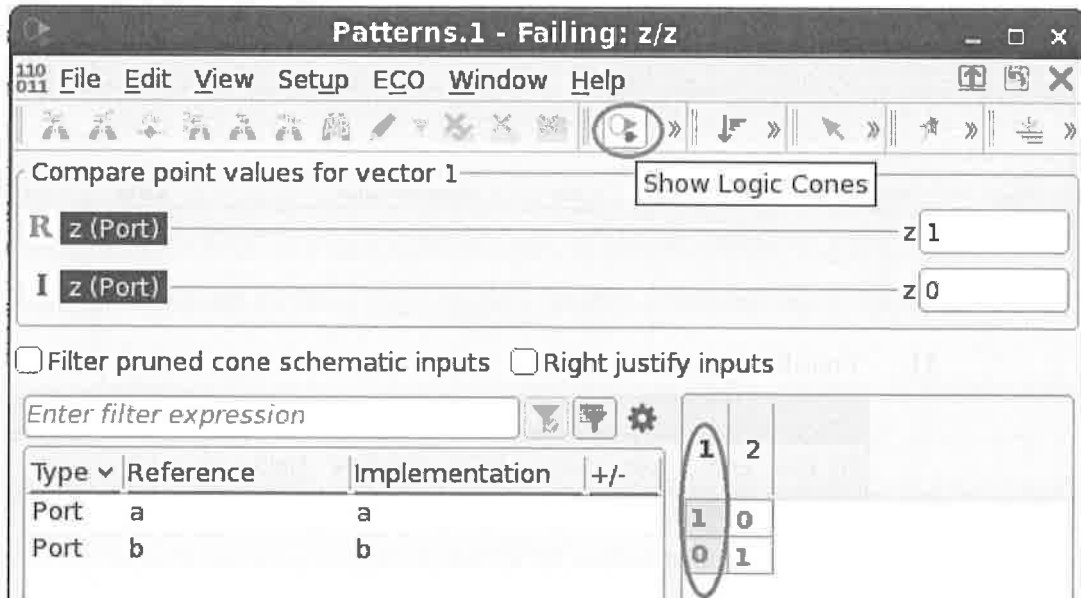 Patterns.1 - Failing: z/z
110
011 File Edit View Setup ECO Window Help
» » » » »
Compare point values for vector 1
Show Logic Cones
R z (Port) z 1
I z (Port) z 0
Filter pruned cone schematic inputs Right justify inputs
Enter filter expression
1 2
Type Reference Implementation +/-
Port a a 1 0
Port b b 0 1